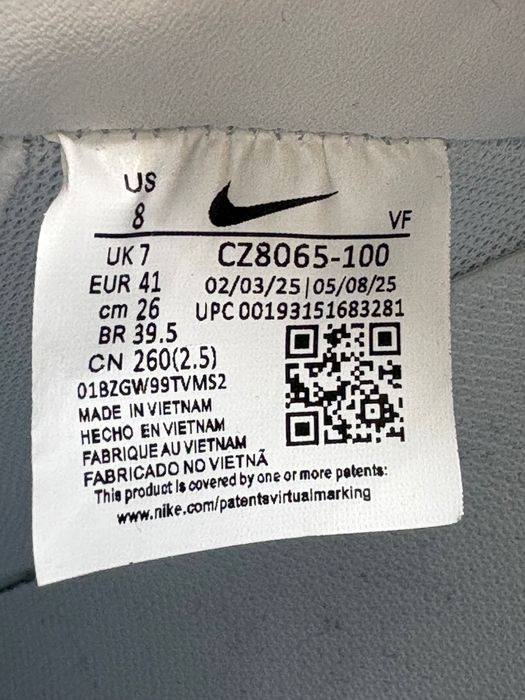 US
8
VF
UK 7
CZ8065-100
EUR 41
02/03/25|05/08/25
cm 26
UPC 00193151683281
BR 39.5
CN 260(2.5)
01BZGW99TVMS2
MADE IN VIETNAM
HECHO EN VIETNAM
FABRIQUE AU VIETNAM
FABRICADO NO VIETNÃ
This product is covered by one or more patents:
www.nike.com/patentsvirtualmarking